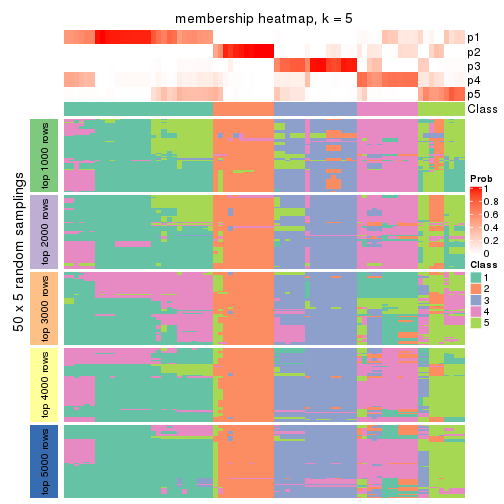 membership heatmap, k = 5
p1
p2
p3
p4
p5
Class
50 x 5 random samplings
top 1000 rows
top 2000 rows
top 3000 rows
top 4000 rows
top 5000 rows
Prob
1
0.8
0.6
0.4
0.2
0
Class
1
2
3
4
5